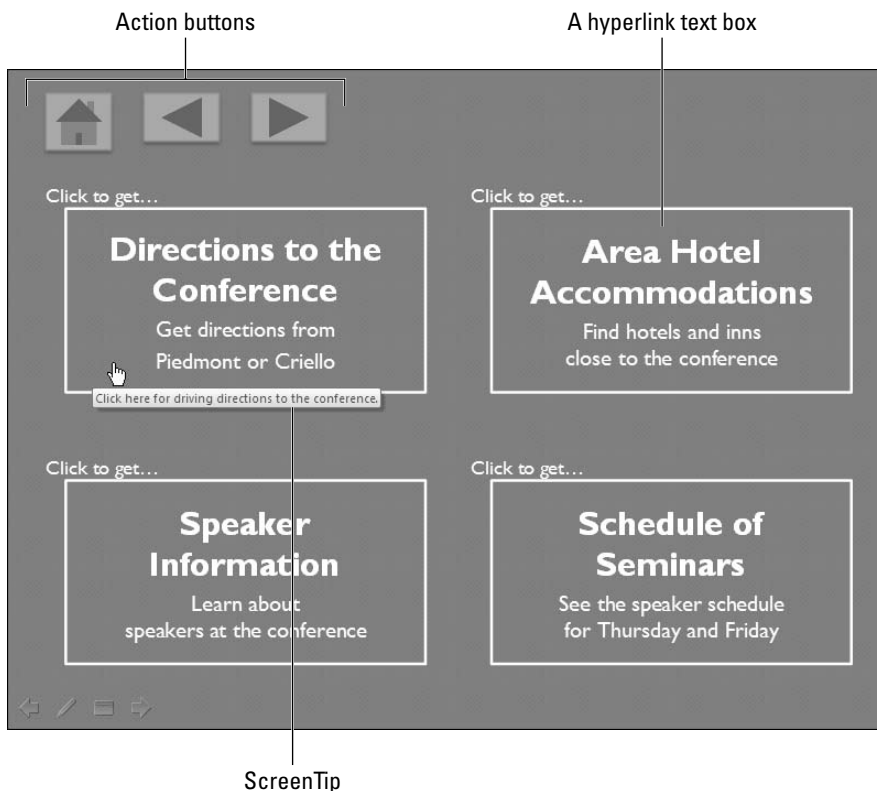 Action buttons
A hyperlink text box
Click to get…
Directions to the
Conference
Get directions from
Piedmont or Criello
Click here for driving directions to the conference.
Click to get…
Area Hotel
Accommodations
Find hotels and inns
close to the conference
Click to get…
Speaker
Information
Learn about
speakers at the conference
Click to get…
Schedule of
Seminars
See the speaker schedule
for Thursday and Friday
ScreenTip